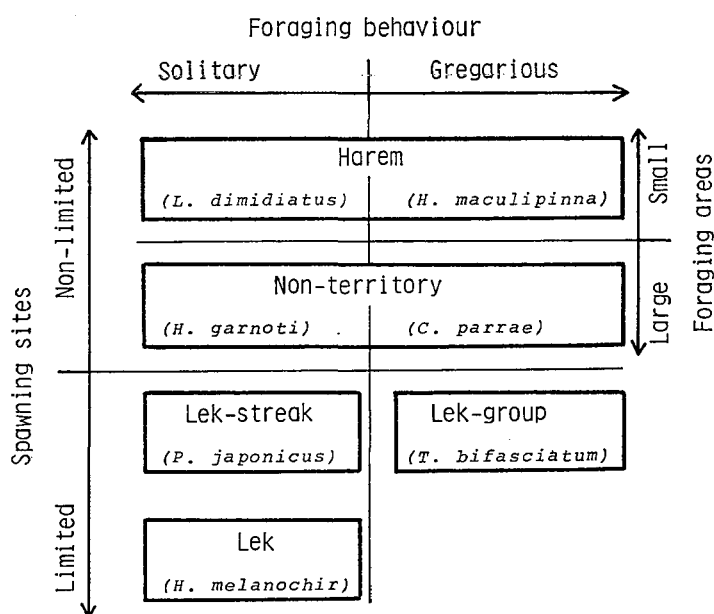 Foraging behaviour
Solitary Gregarious
Harem
(L. dimidiatus) (H. maculipinna)
Non-territory
(H. garnoti) (C. parrae)
Lek-streak Lek-group
(P. japonicus) (T. bifasciatum)
Lek
(H. melanochir)
Spawning sites
Non-limited
Limited
Small
Large
Foraging areas